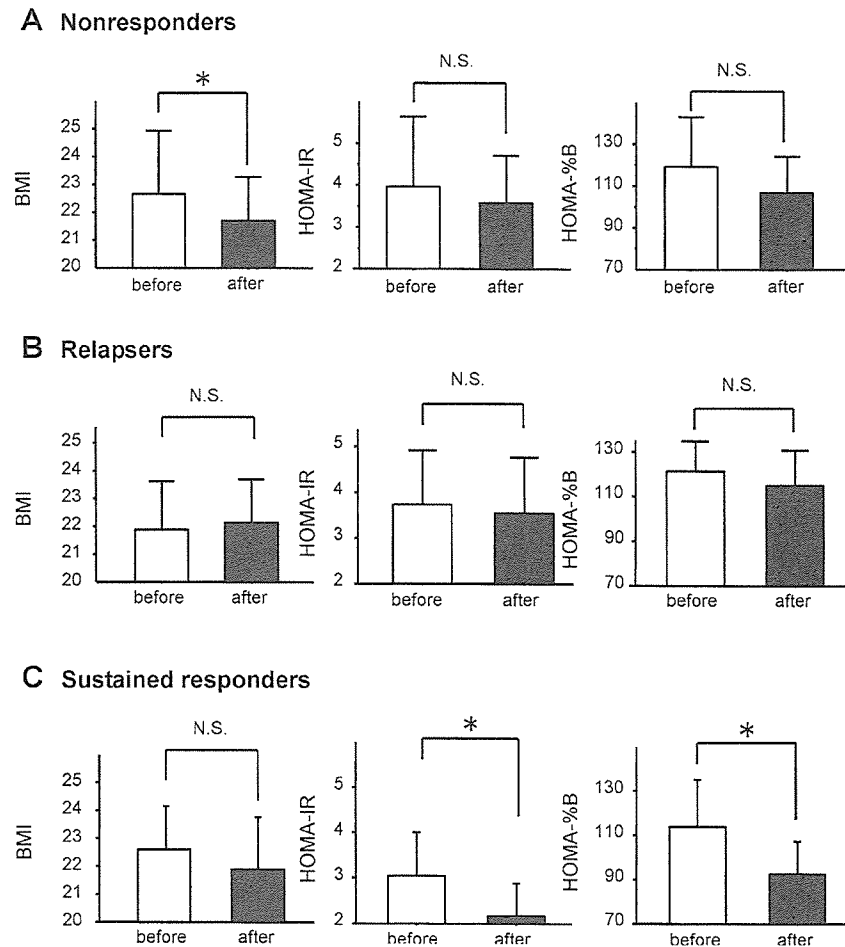 A Nonresponders
* N.S. N.S.
BMI 25 24 23 22 21 20
HOMA-IR 5 4 3 2
HOMA-%B 130 110 90 70
before after before after before after
B Relapsers
N.S. N.S. N.S.
BMI 25 24 23 22 21 20
HOMA-IR 5 4 3 2
HOMA-%B 130 110 90 70
before after before after before after
C Sustained responders
N.S. * *
BMI 25 24 23 22 21 20
HOMA-IR 5 4 3 2
HOMA-%B 130 110 90 70
before after before after before after